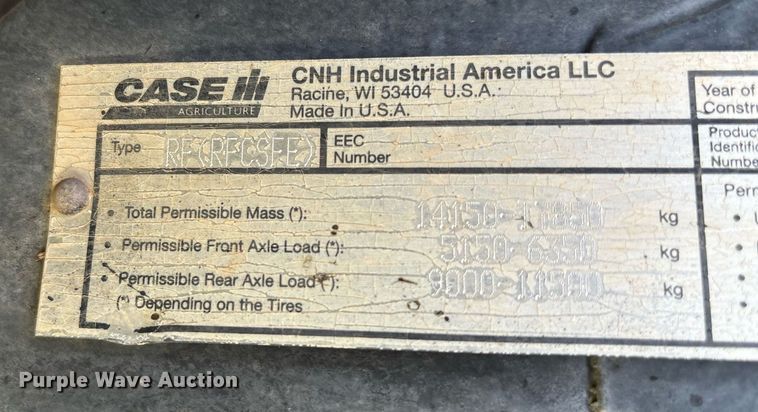 CASE IH
AGRICULTURE
CNH Industrial America LLC
Racine, WI 53404 U.S.A.
Made in U.S.A.
Year of
Constru
Type RF(RFCSFE)
EEC
Number
Product
Identific
Number
• Total Permissible Mass (*): 14150-17850 kg
• Permissible Front Axle Load (*): 5150-6350 kg
• Permissible Rear Axle Load (*): 9000-11500 kg
(*) Depending on the Tires
Perm
Purple Wave Auction